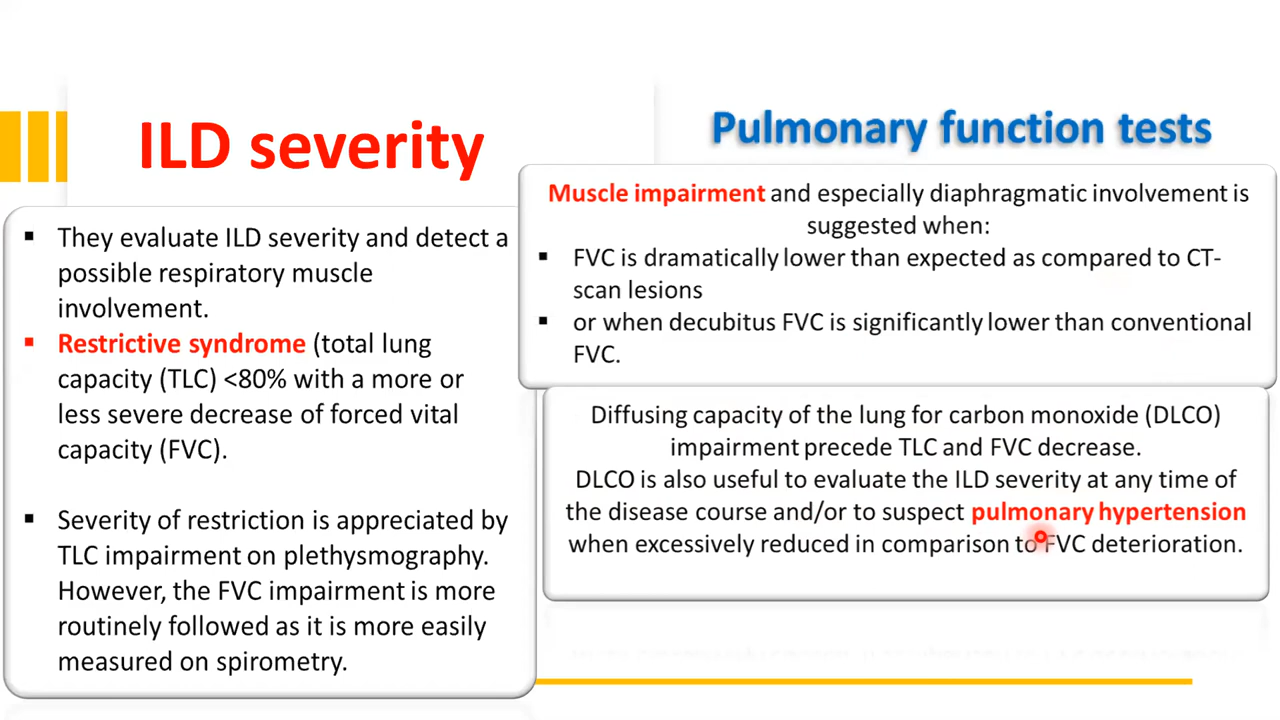 ILD severity
▪ They evaluate ILD severity and detect a
possible respiratory muscle
involvement.
▪ Restrictive syndrome (total lung
capacity (TLC) <80% with a more or
less severe decrease of forced vital
capacity (FVC).
▪ Severity of restriction is appreciated by
TLC impairment on plethysmography.
However, the FVC impairment is more
routinely followed as it is more easily
measured on spirometry.
Pulmonary function tests
Muscle impairment and especially diaphragmatic involvement is
suggested when:
▪ FVC is dramatically lower than expected as compared to CT-
scan lesions
▪ or when decubitus FVC is significantly lower than conventional
FVC.
Diffusing capacity of the lung for carbon monoxide (DLCO)
impairment precede TLC and FVC decrease.
DLCO is also useful to evaluate the ILD severity at any time of
the disease course and/or to suspect pulmonary hypertension
when excessively reduced in comparison to FVC deterioration.